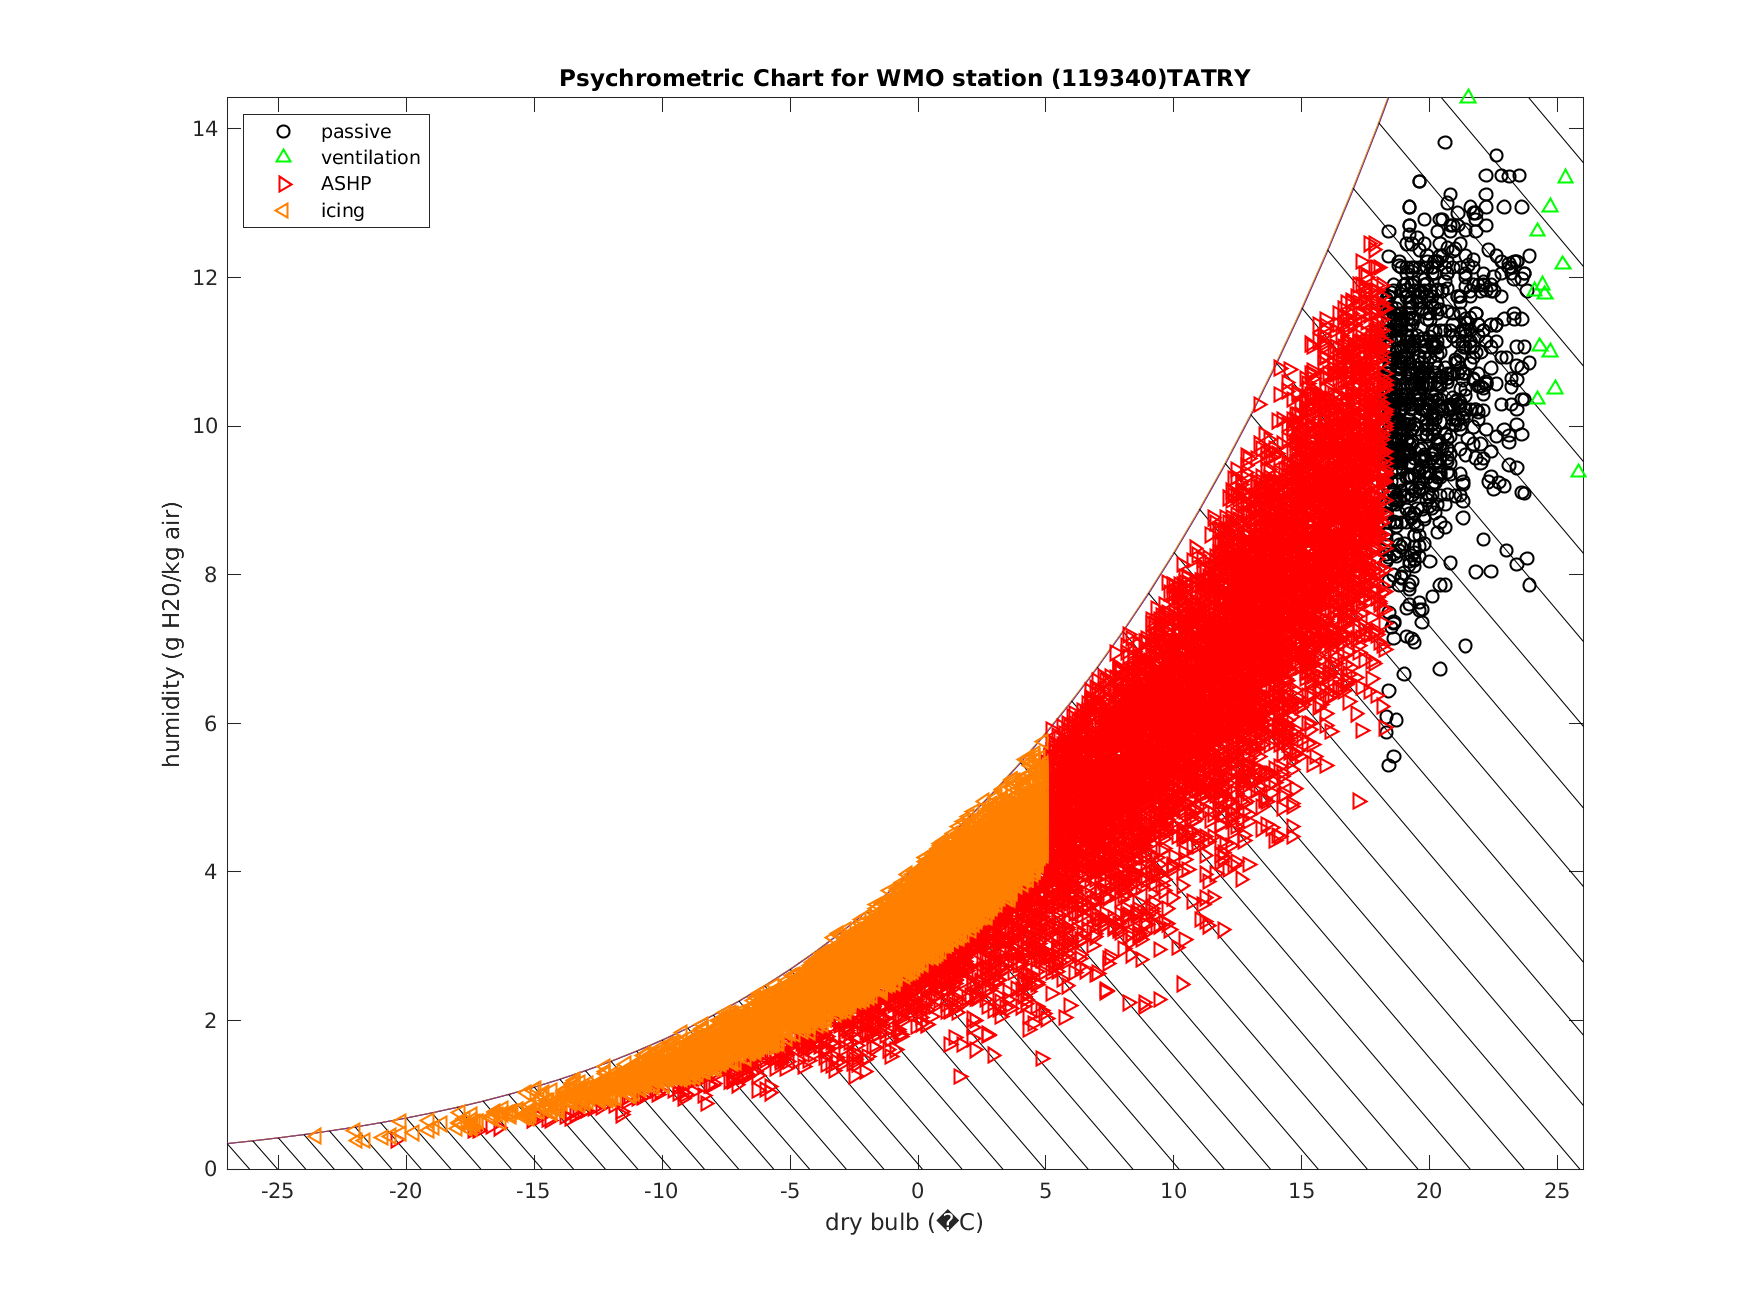 Psychrometric Chart for WMO station (119340)TATRY
passive
ventilation
ASHP
icing
humidity (g H20/kg air)
14
12
10
8
6
4
2
0
-25 -20 -15 -10 -5 0 5 10 15 20 25
dry bulb (�C)